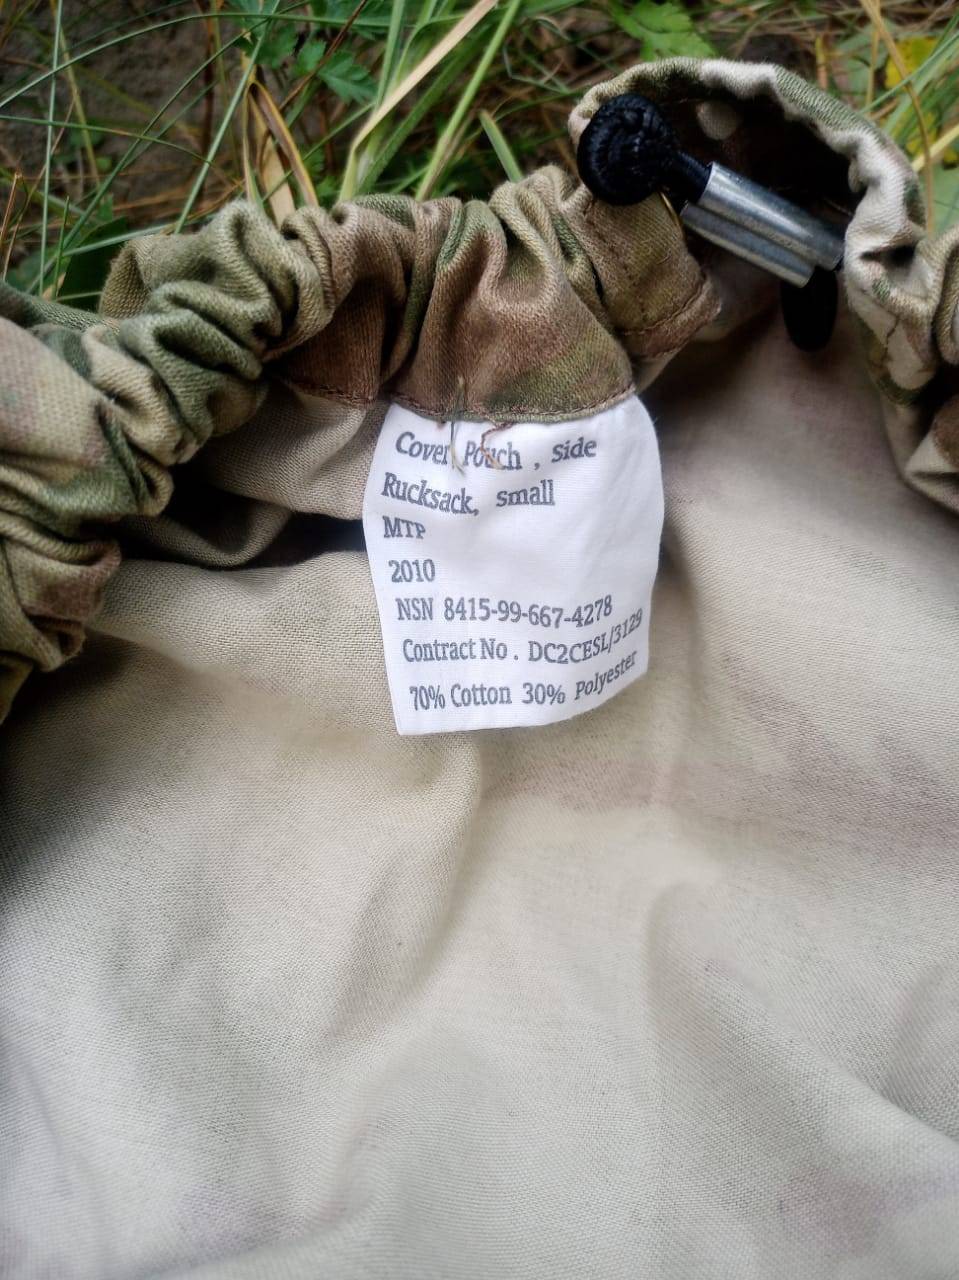 Cover Pouch , side
Rucksack, small
MTP
2010
NSN 8415-99-667-4278
Contract No . DC2CESL/3129
70% Cotton 30% Polyester